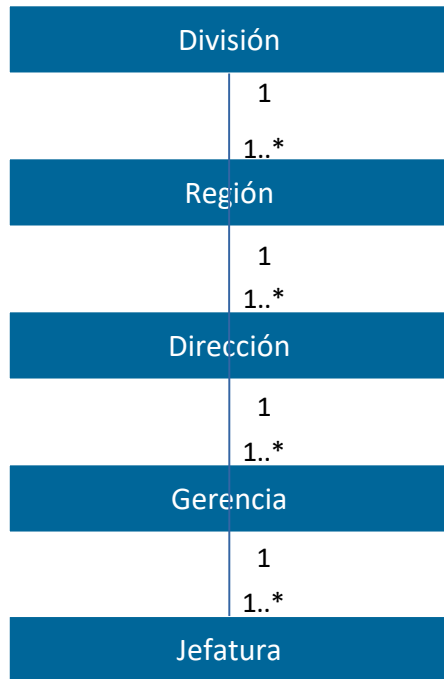 División
1
1..*
Región
1
1..*
Dirección
1
1..*
Gerencia
1
1..*
Jefatura